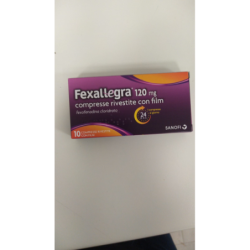 Fexallegra® 120 mg
compresse rivestite con film
fexofenadina cloridrato
24
10
SANOFI